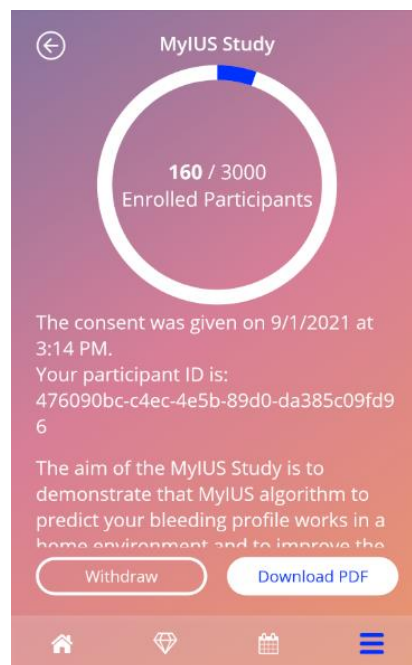 MyIUS Study
160 / 3000
Enrolled Participants
The consent was given on 9/1/2021 at
3:14 PM.
Your participant ID is:
476090bc-c4ec-4e5b-89d0-da385c09fd9
6
The aim of the MyIUS Study is to
demonstrate that MyIUS algorithm to
predict your bleeding profile works in a
home environment and to improve the
Withdraw
Download PDF